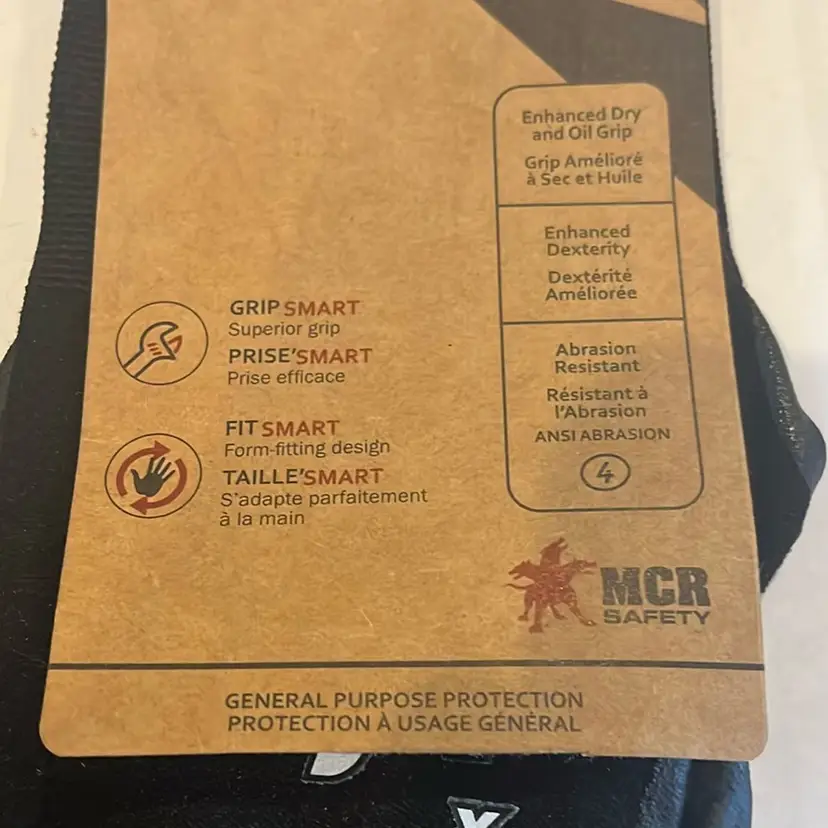 GRIP SMART
Superior grip
PRISE'SMART
Prise efficace
FIT SMART
Form-fitting design
TAILLE'SMART
S'adapte parfaitement
à la main
Enhanced Dry
and Oil Grip
Grip Amélioré
à Sec et Huile
Enhanced
Dexterity
Dextérité
Améliorée
Abrasion
Resistant
Résistant à
l'Abrasion
ANSI ABRASION
4
MCR
SAFETY
GENERAL PURPOSE PROTECTION
PROTECTION À USAGE GÉNÉRAL